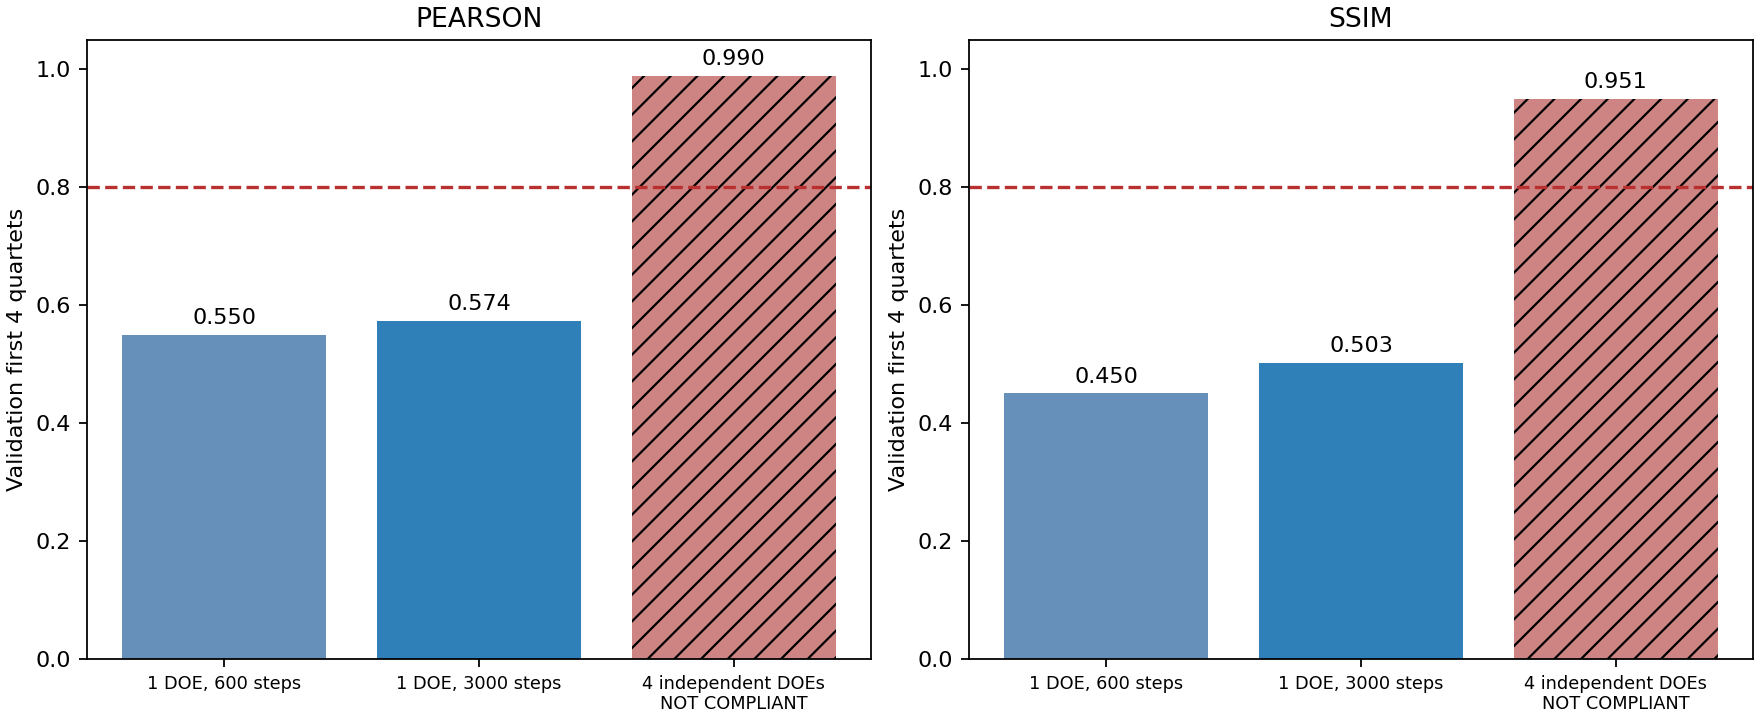 PEARSON
Validation first 4 quartets
1.0
0.8
0.6
0.4
0.2
0.0
0.550
0.574
0.990
1 DOE, 600 steps
1 DOE, 3000 steps
4 independent DOEs
NOT COMPLIANT
SSIM
Validation first 4 quartets
1.0
0.8
0.6
0.4
0.2
0.0
0.450
0.503
0.951
1 DOE, 600 steps
1 DOE, 3000 steps
4 independent DOEs
NOT COMPLIANT